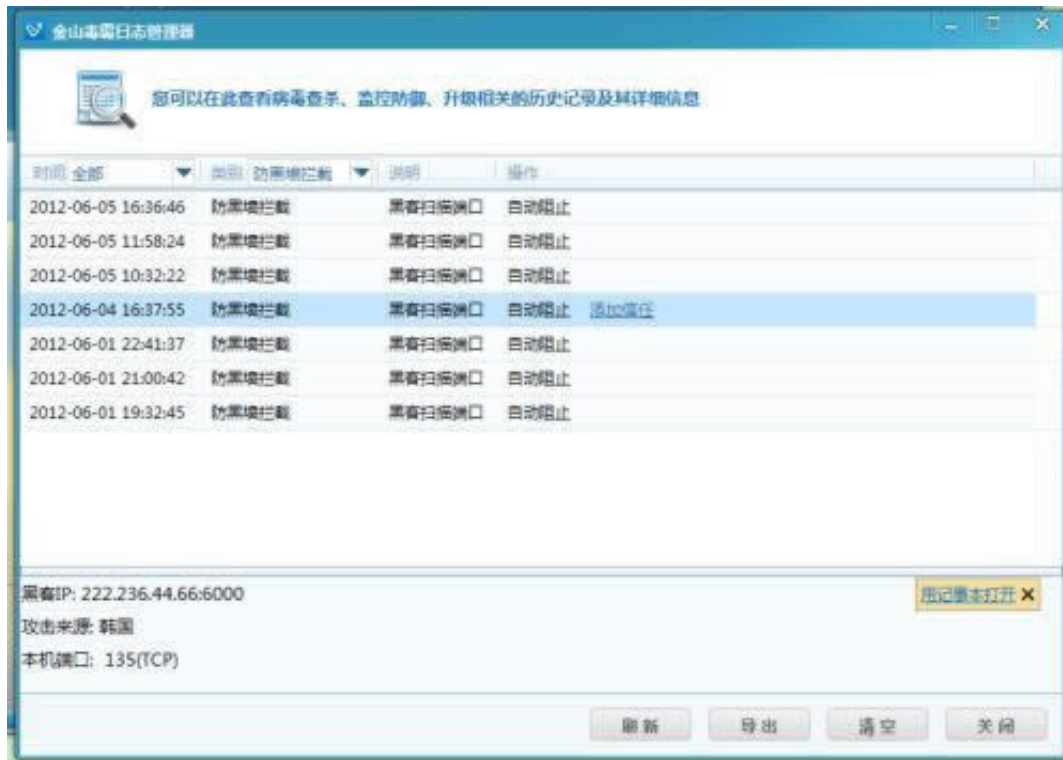 金山毒霸日志管理器
您可以在此查看病毒查杀、监控防御、升级相关的历史记录及其详细信息
时间 全部 类别 防黑墙拦截 说明 操作
2012-06-05 16:36:46 防黑墙拦截 黑客扫描端口 自动阻止
2012-06-05 11:58:24 防黑墙拦截 黑客扫描端口 自动阻止
2012-06-05 10:32:22 防黑墙拦截 黑客扫描端口 自动阻止
2012-06-04 16:37:55 防黑墙拦截 黑客扫描端口 自动阻止 添加信任
2012-06-01 22:41:37 防黑墙拦截 黑客扫描端口 自动阻止
2012-06-01 21:00:42 防黑墙拦截 黑客扫描端口 自动阻止
2012-06-01 19:32:45 防黑墙拦截 黑客扫描端口 自动阻止
黑客IP: 222.236.44.66:6000 用记事本打开
攻击来源: 韩国
本机端口: 135(TCP)
刷新 导出 清空 关闭